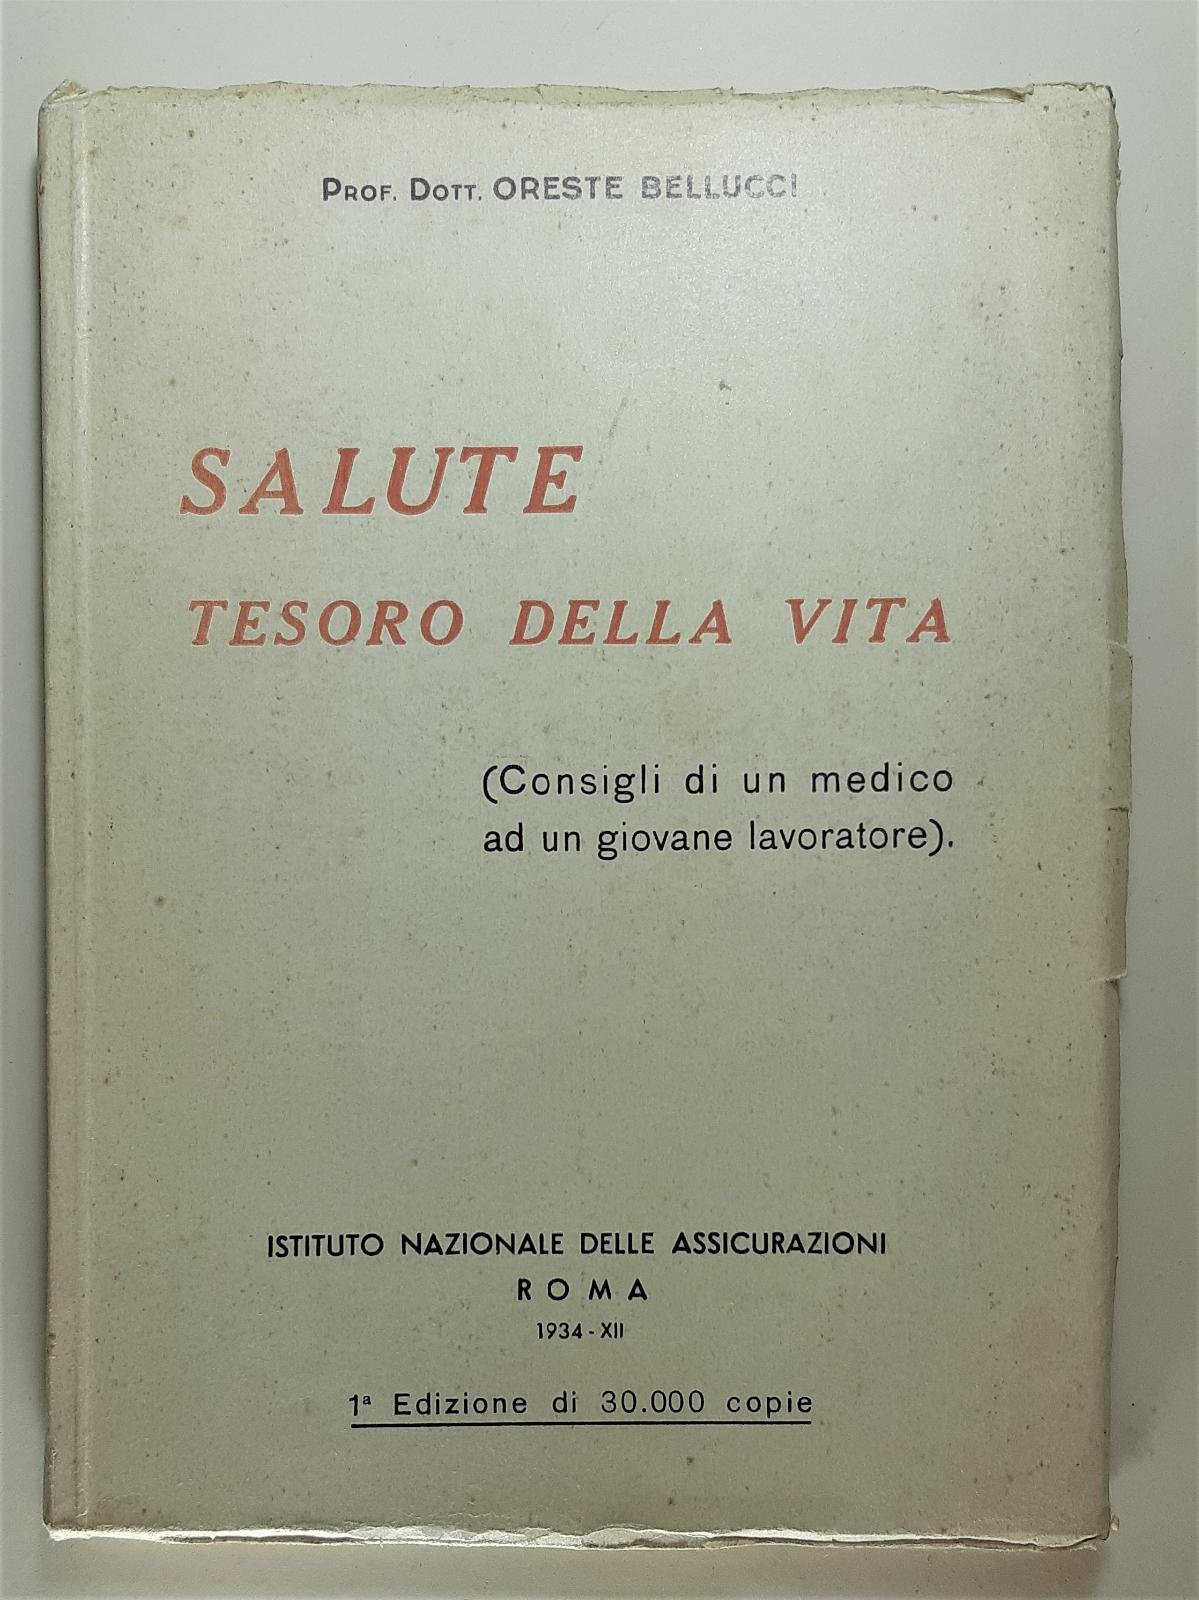 PROF. DOTT. ORESTE BELLUCCI
SALUTE
TESORO DELLA VITA
(Consigli di un medico
ad un giovane lavoratore).
ISTITUTO NAZIONALE DELLE ASSICURAZIONI
ROMA
1934 - XII
1ª Edizione di 30.000 copie